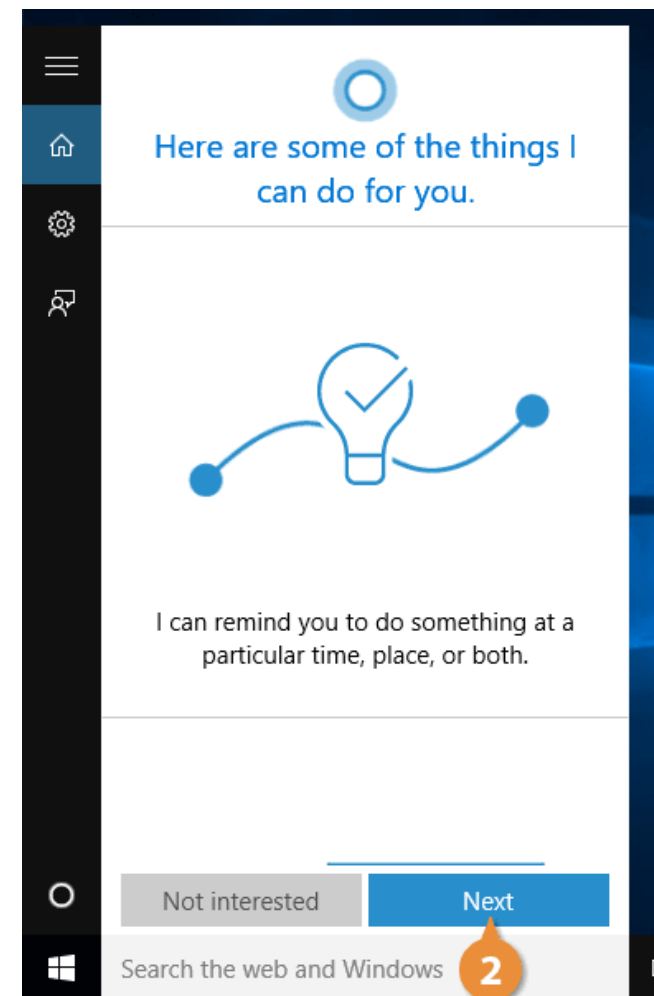 Here are some of the things I
can do for you.
I can remind you to do something at a
particular time, place, or both.
Not interested
Next
Search the web and Windows
2